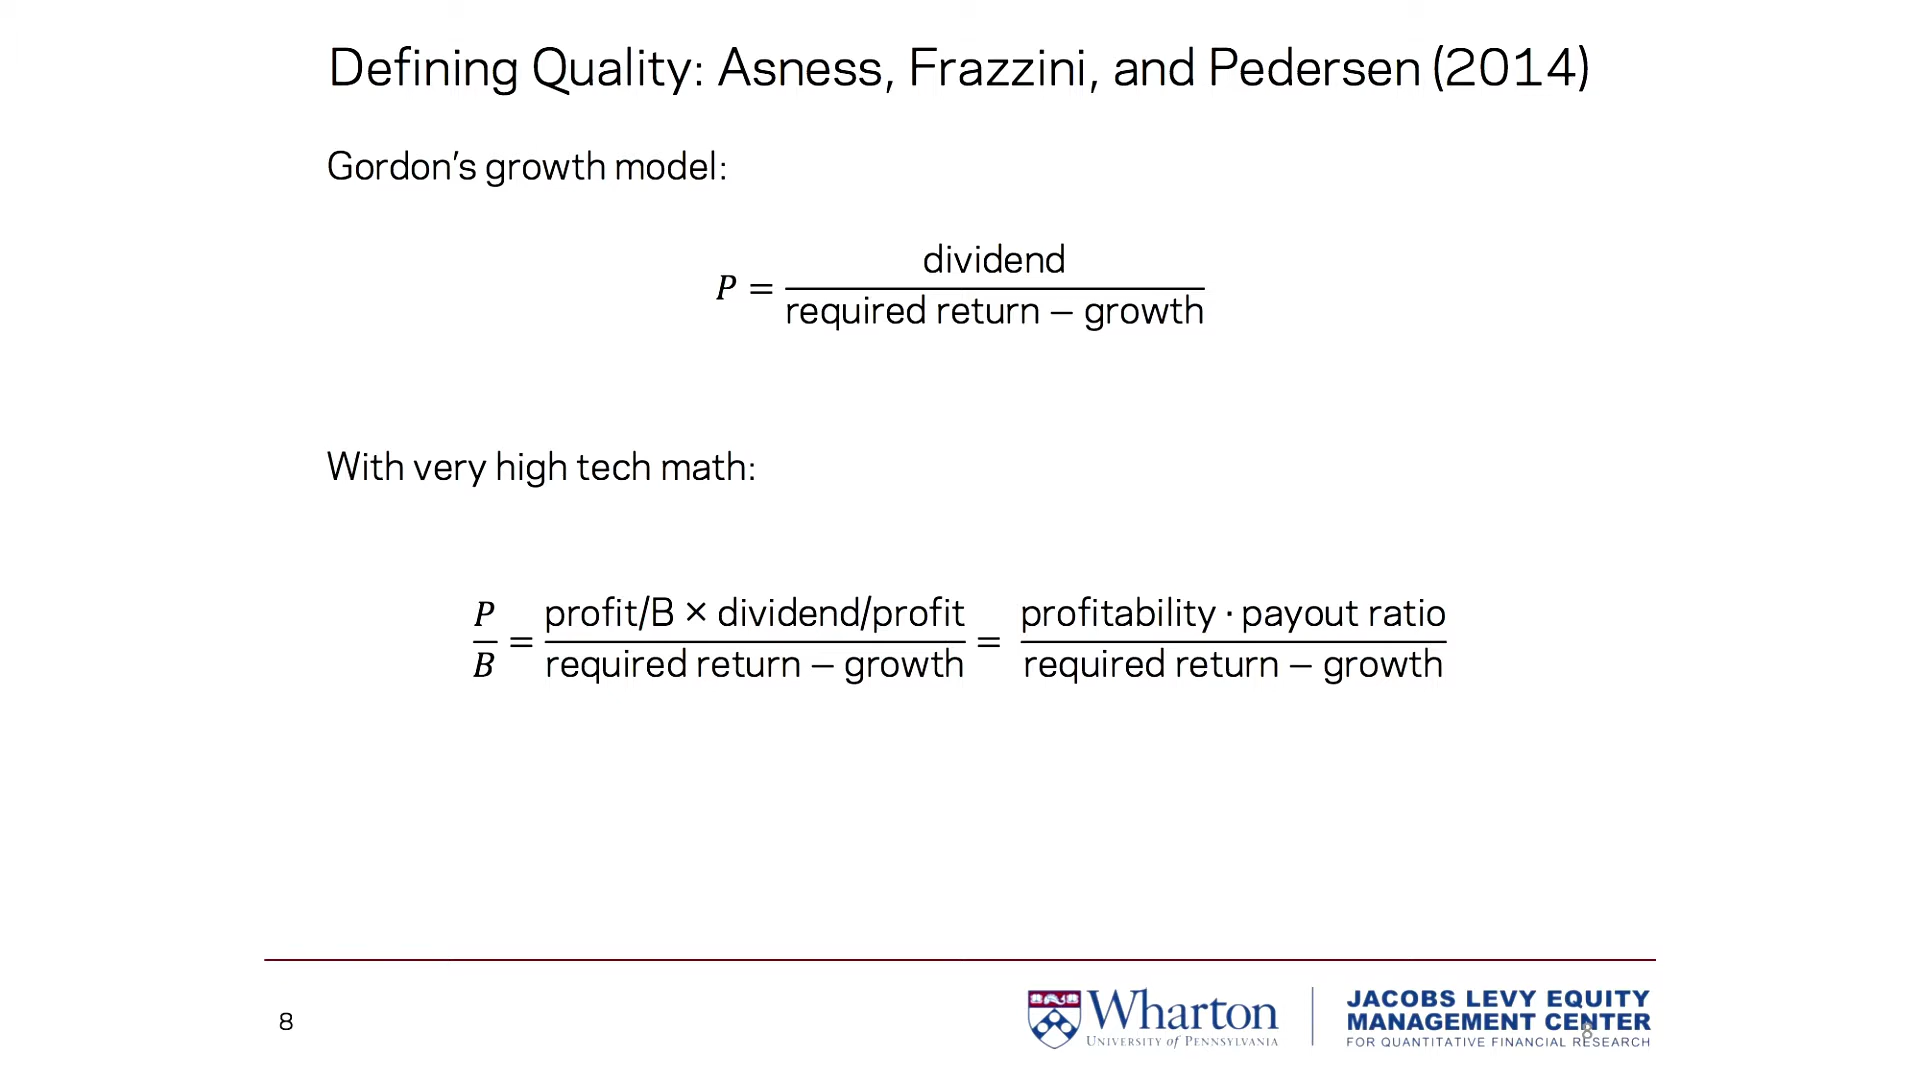 Defining Quality: Asness, Frazzini, and Pedersen (2014)
Gordon's growth model:
P = dividend / required return – growth
With very high tech math:
P/B = profit/B × dividend/profit / required return – growth = profitability · payout ratio / required return – growth
8
Wharton
UNIVERSITY of PENNSYLVANIA
JACOBS LEVY EQUITY
MANAGEMENT CENTER
FOR QUANTITATIVE FINANCIAL RESEARCH
8